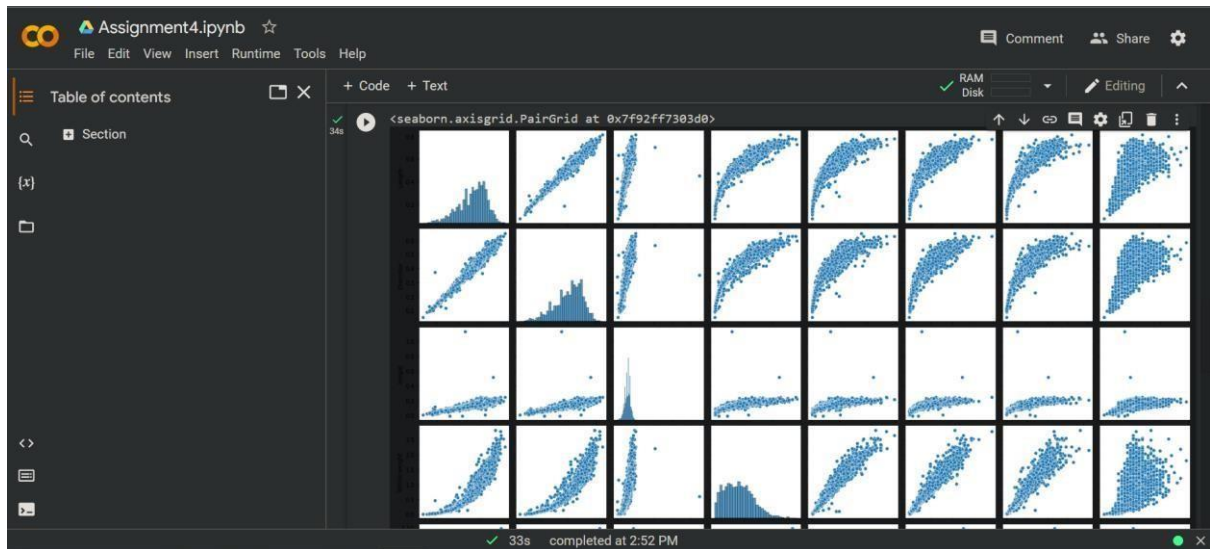 Assignment4.ipynb
File Edit View Insert Runtime Tools Help
Comment
Share
Table of contents
+ Code + Text
RAM
Disk
Editing
Section
34s
<seaborn.axisgrid.PairGrid at 0x7f92ff7303d0>
{x}
33s completed at 2:52 PM